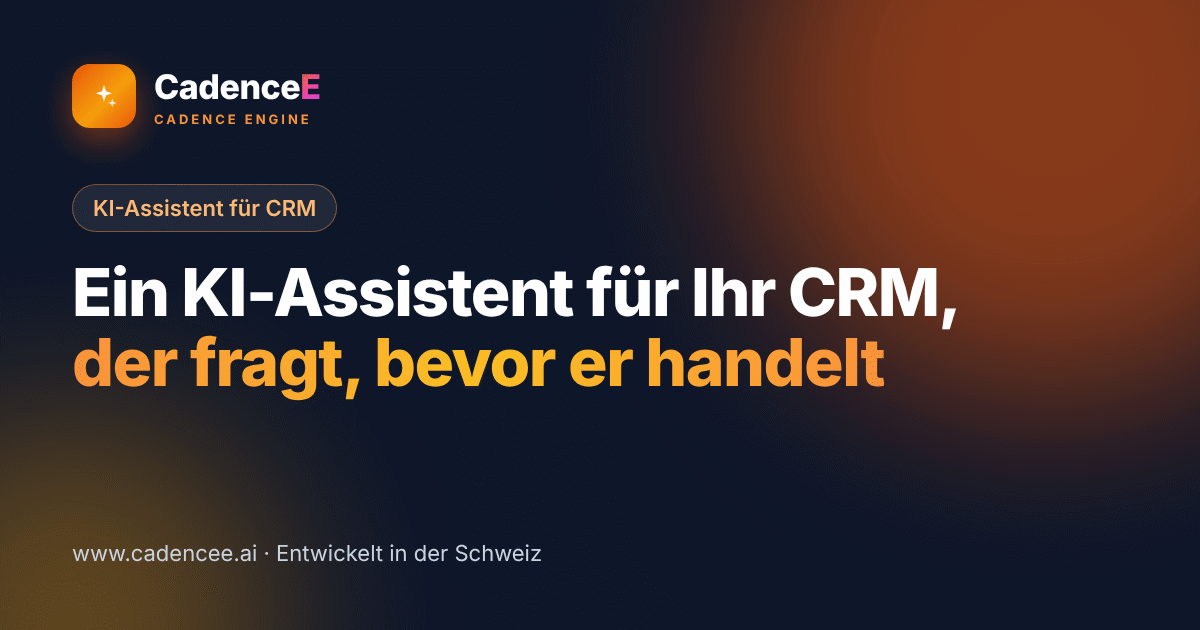 CadenceE
CADENCE ENGINE
KI-Assistent für CRM
Ein KI-Assistent für Ihr CRM,
der fragt, bevor er handelt
www.cadencee.ai · Entwickelt in der Schweiz